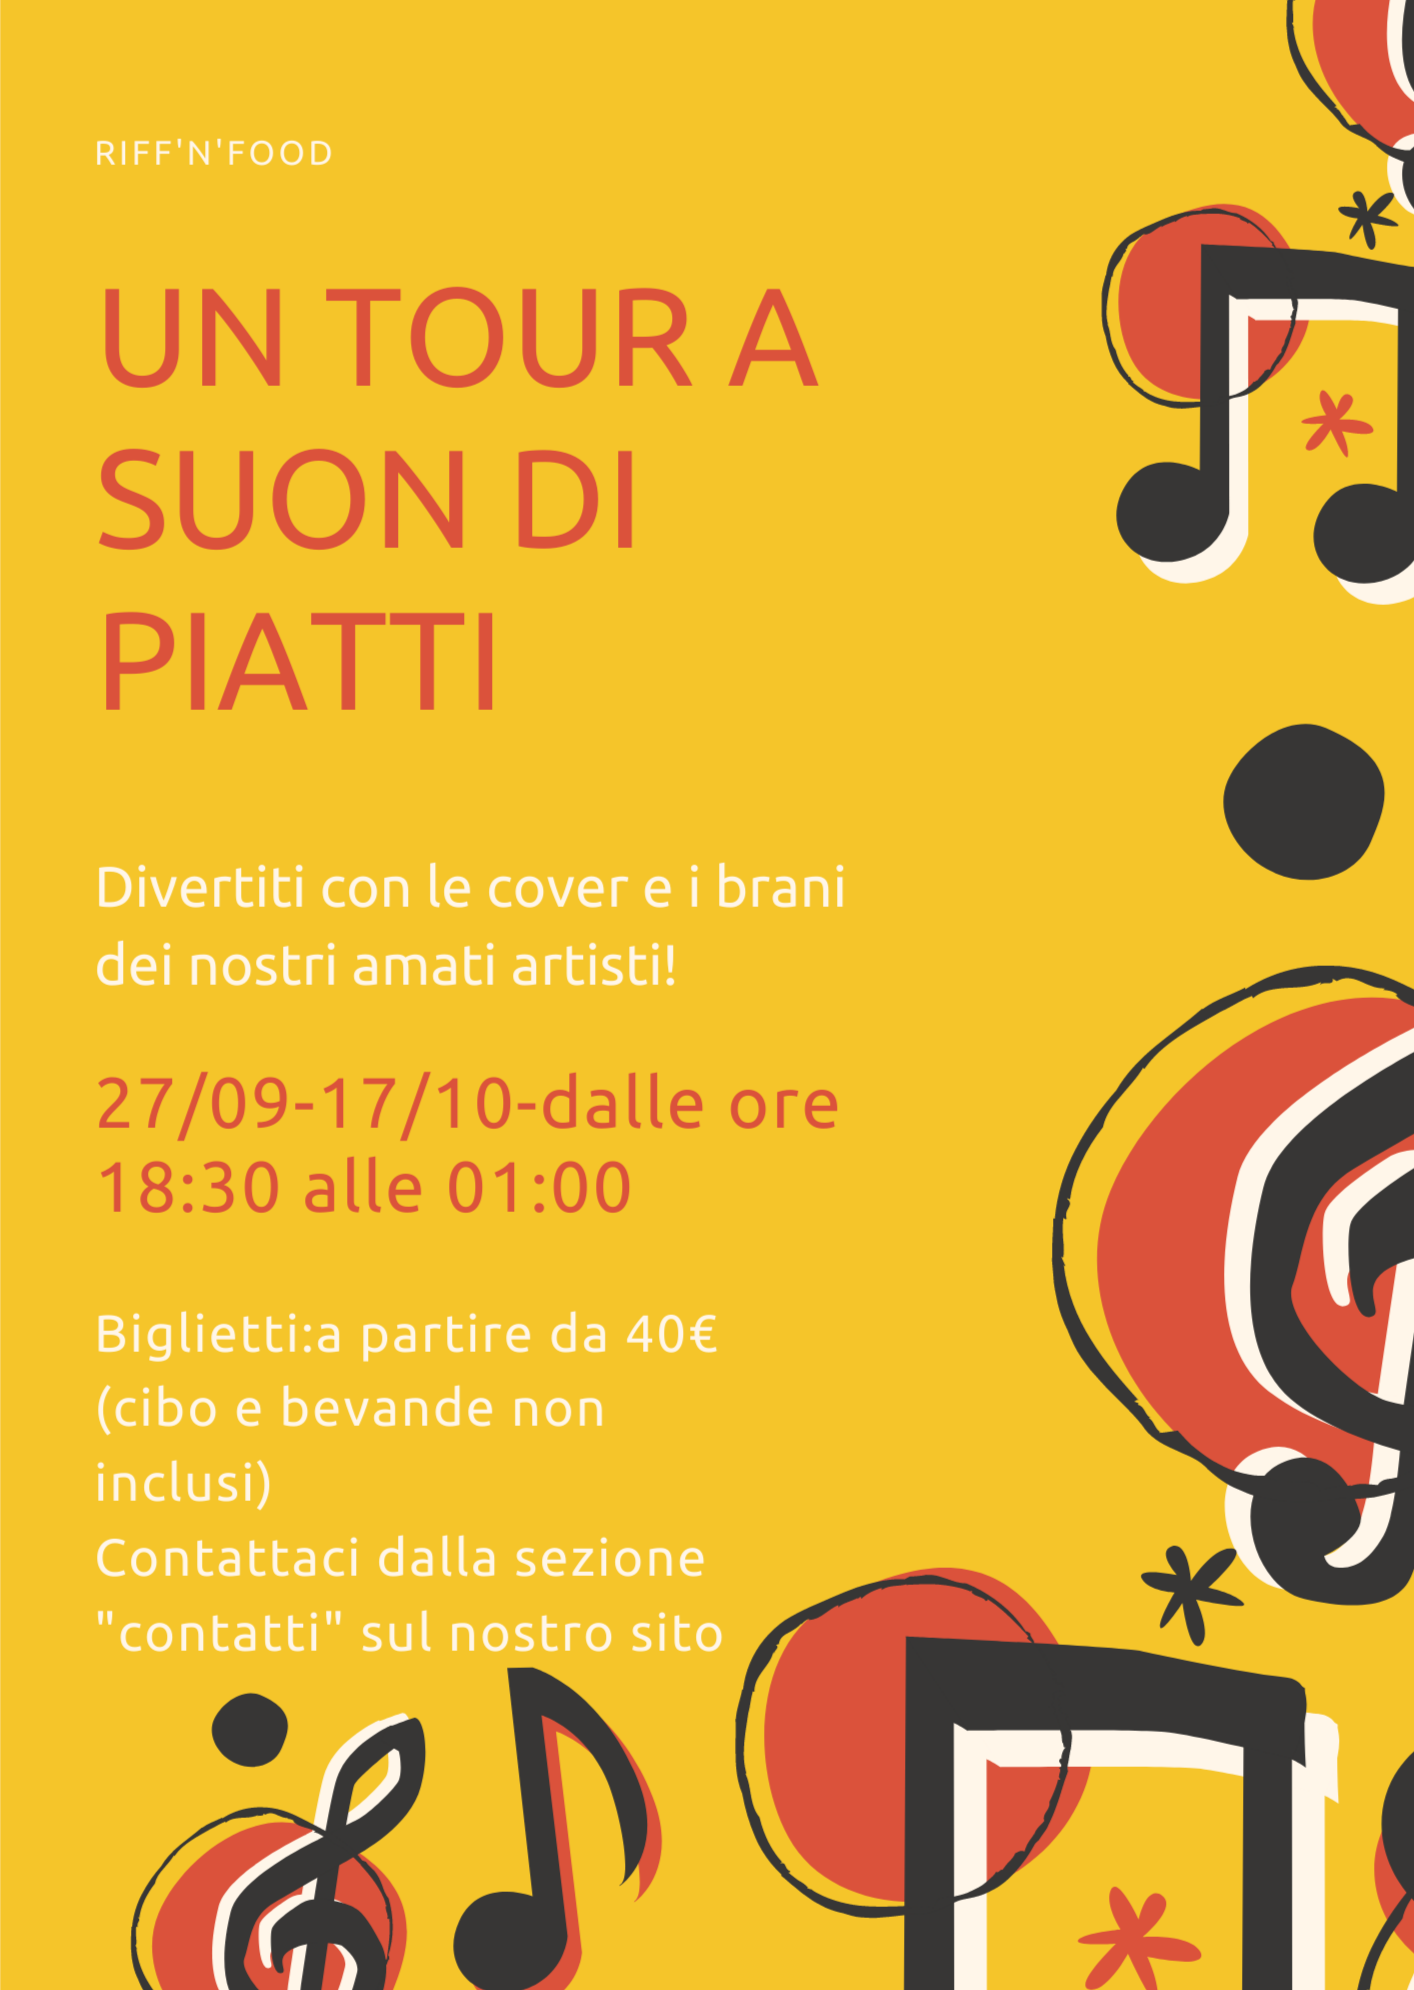 RIFF'N'FOOD
UN TOUR A
SUON DI
PIATTI
Divertiti con le cover e i brani
dei nostri amati artisti!
27/09-17/10-dalle ore
18:30 alle 01:00
Biglietti:a partire da 40€
(cibo e bevande non
inclusi)
Contattaci dalla sezione
"contatti" sul nostro sito